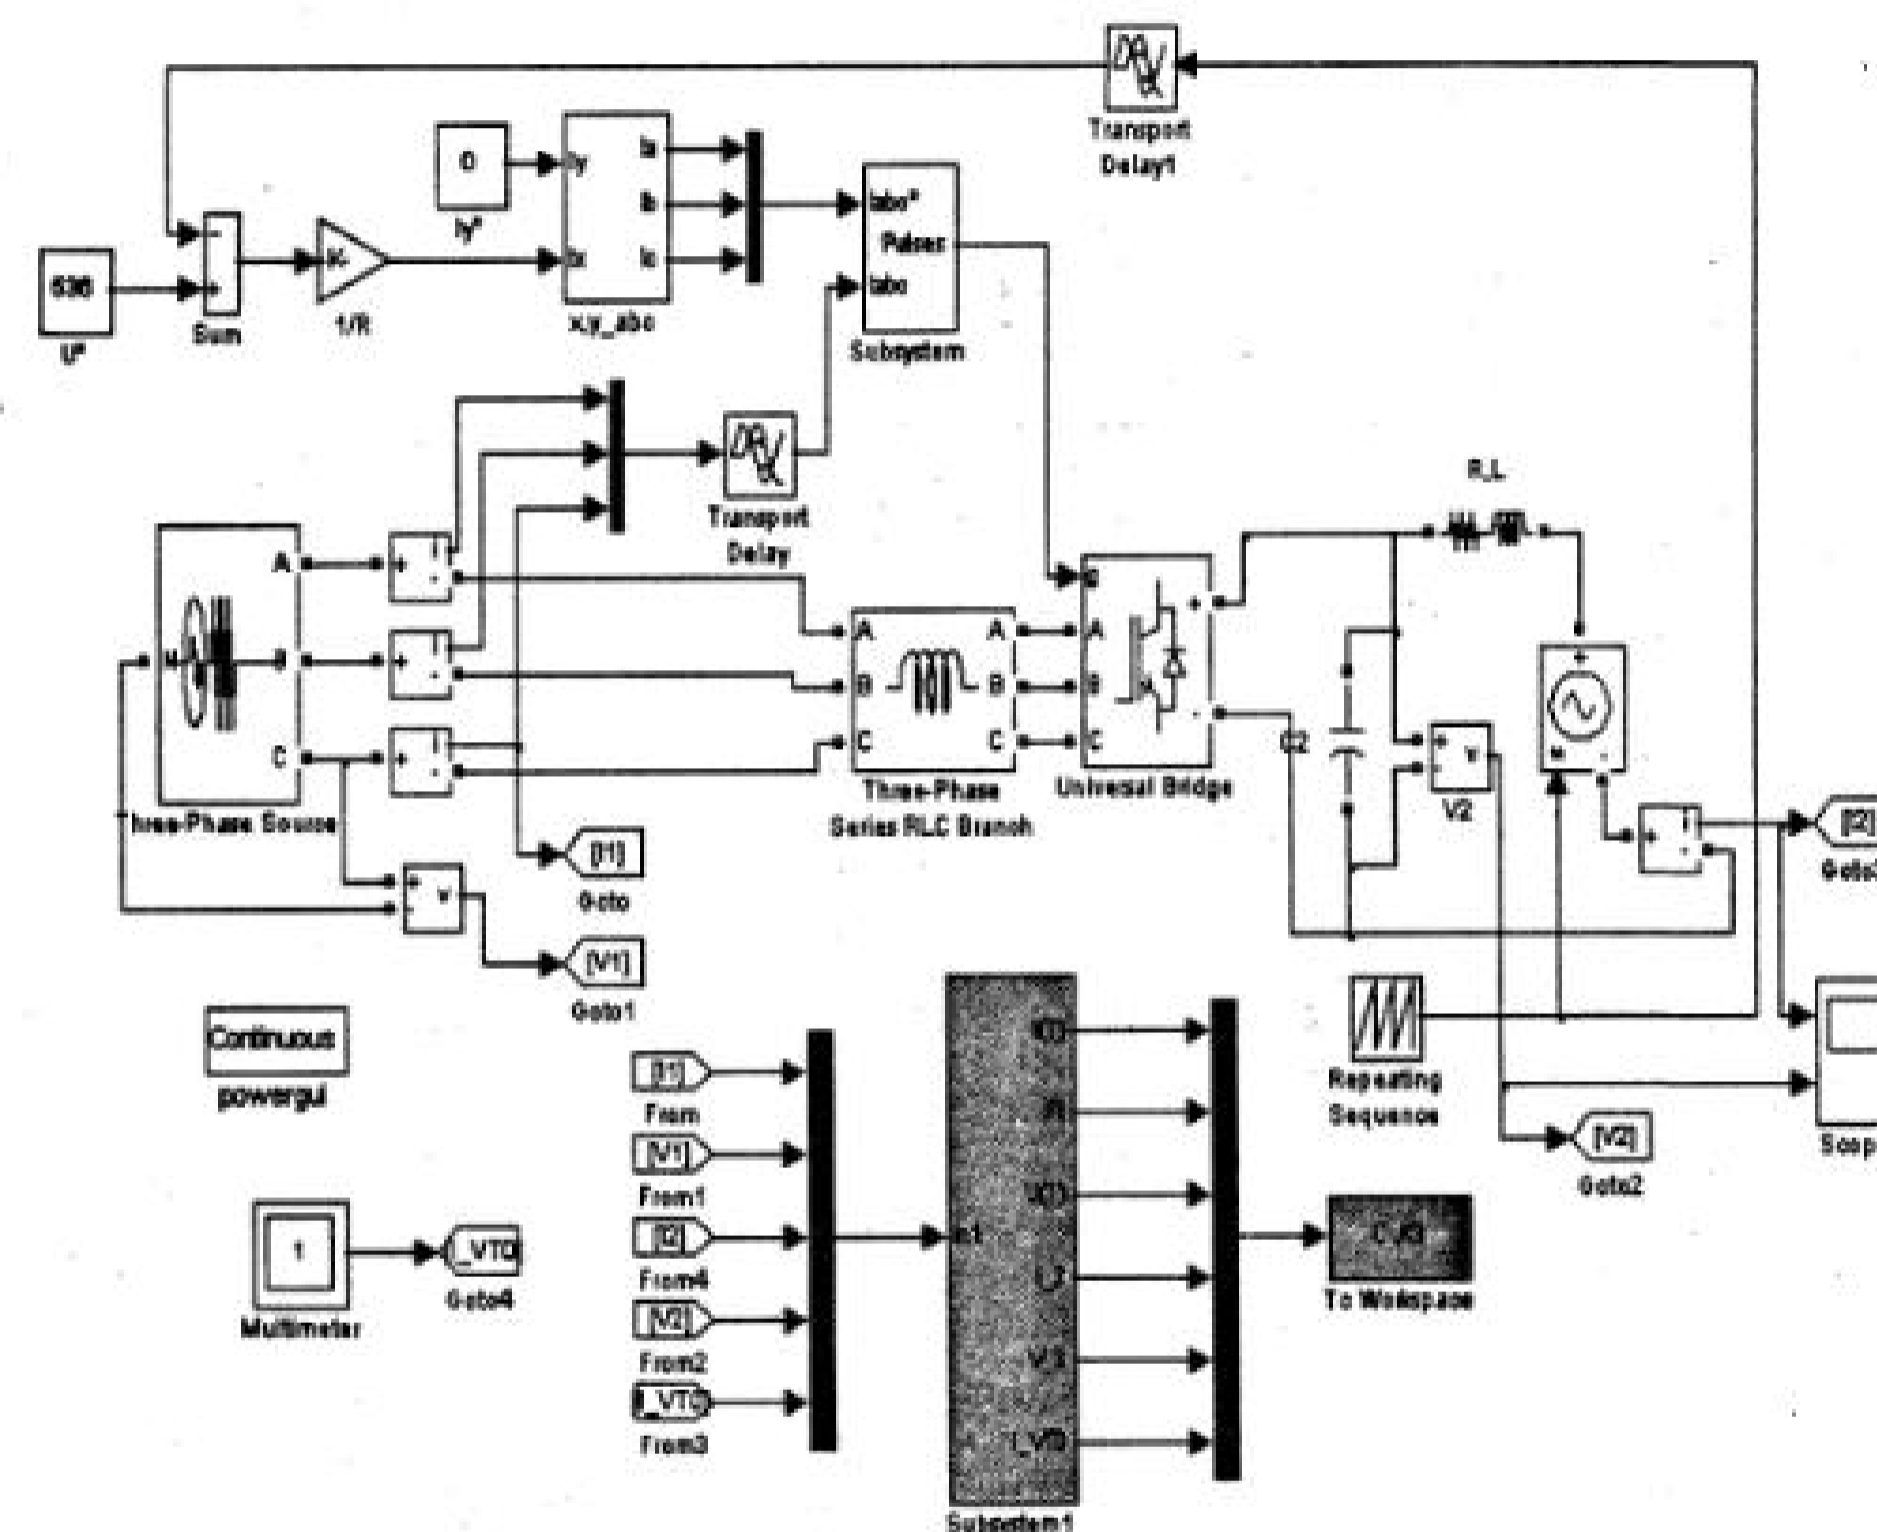 Transport
Delay1
0
Iy
Ia
Iy*
Ib
Ix
Ic
Iabc*
Pulses
Iabc
-
+
K-
U*
Sum
1/R
x,y_abc
Subsystem
Transport
Delay
R_L
A
B
C
N
+
-
i
+
-
i
+
-
i
A
B
C
A
B
C
g
A
B
C
+
-
C2
+
-
v
V2
+
-
i
[I2]
Three-Phase Source
Three-Phase
Series RLC Branch
Universal Bridge
+
-
v
[I1]
Goto
[V1]
Goto1
Continuous
powergui
[I1]
From
[V1]
From1
[I2]
From4
[V2]
From2
From3
Repeating
Sequence
[V2]
Goto2
Scop
1
Multimeter
Goto4
To Workspace
Subsystem1